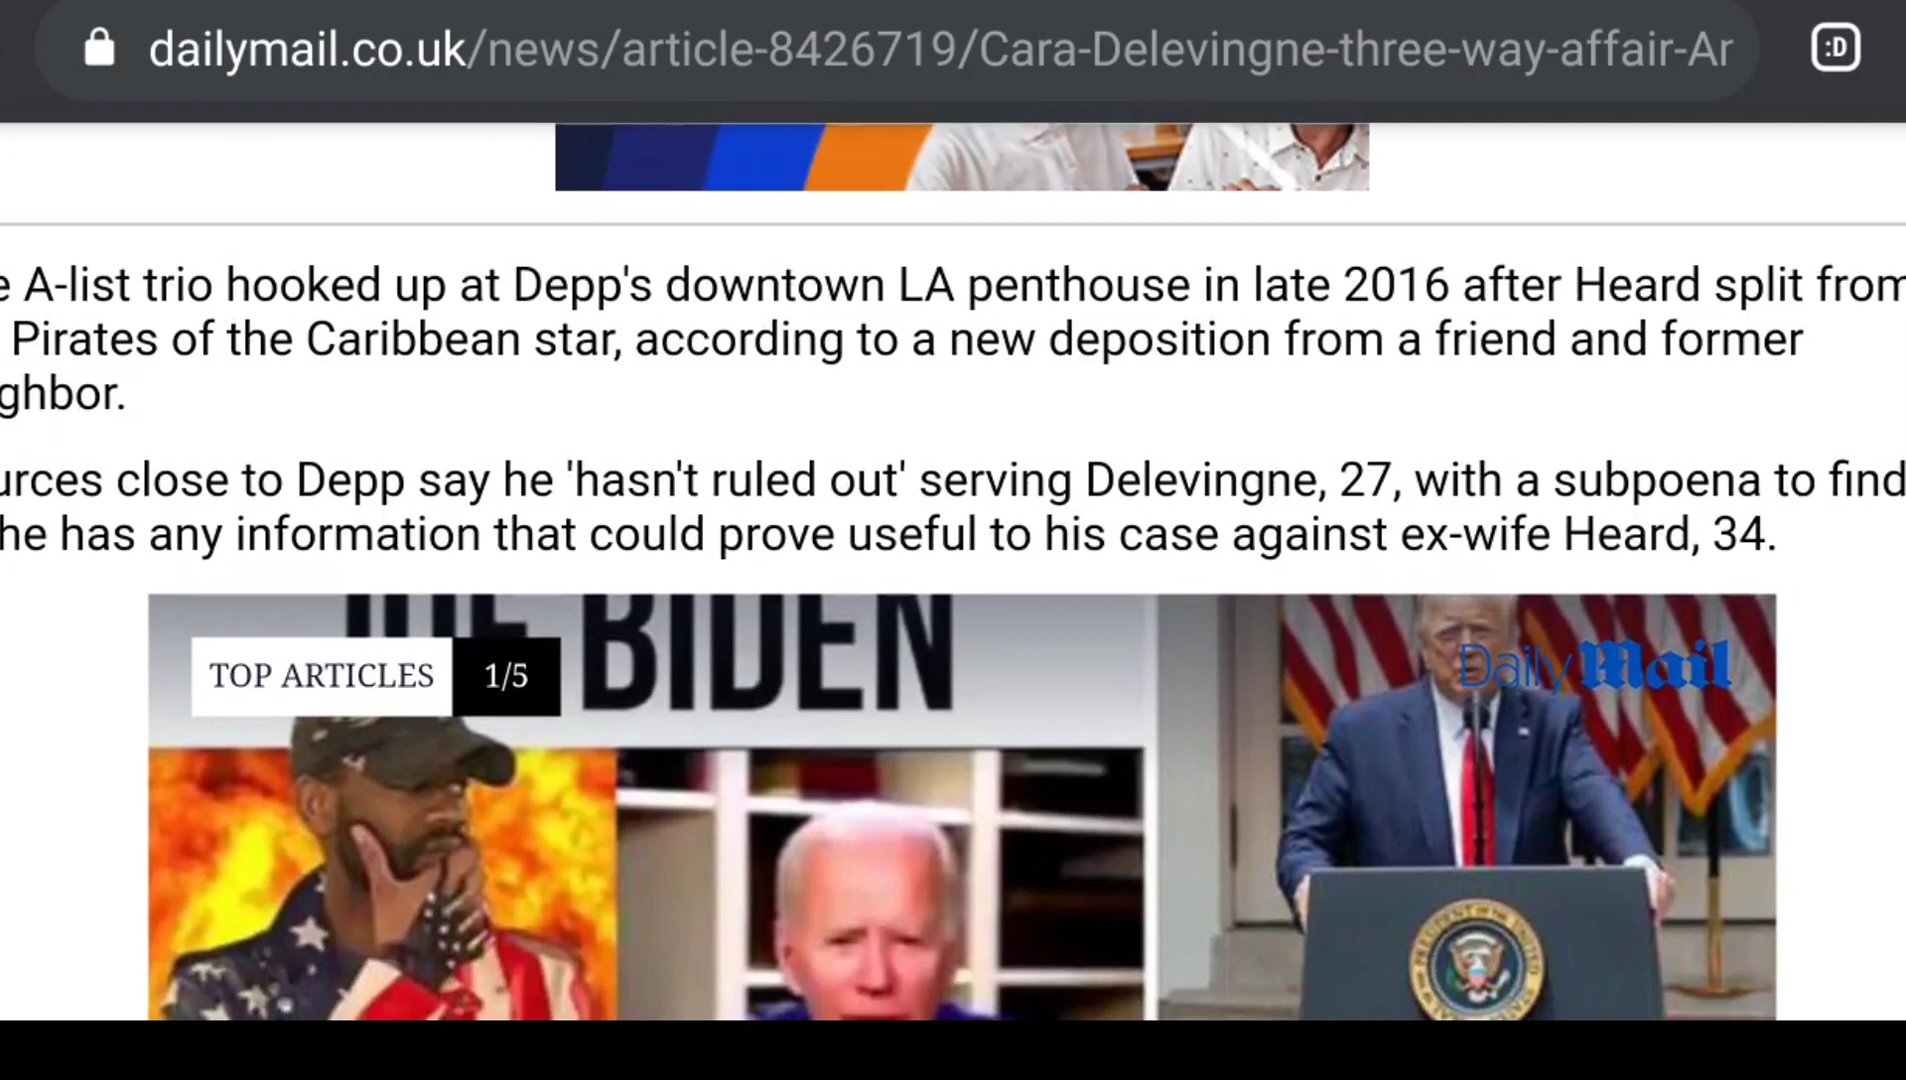 dailymail.co.uk/news/article-8426719/Cara-Delevingne-three-way-affair-Ar
:D
e A-list trio hooked up at Depp's downtown LA penthouse in late 2016 after Heard split from
Pirates of the Caribbean star, according to a new deposition from a friend and former
ghbor.
urces close to Depp say he 'hasn't ruled out' serving Delevingne, 27, with a subpoena to find
he has any information that could prove useful to his case against ex-wife Heard, 34.
JOE BIDEN
TOP ARTICLES 1/5
Daily Mail